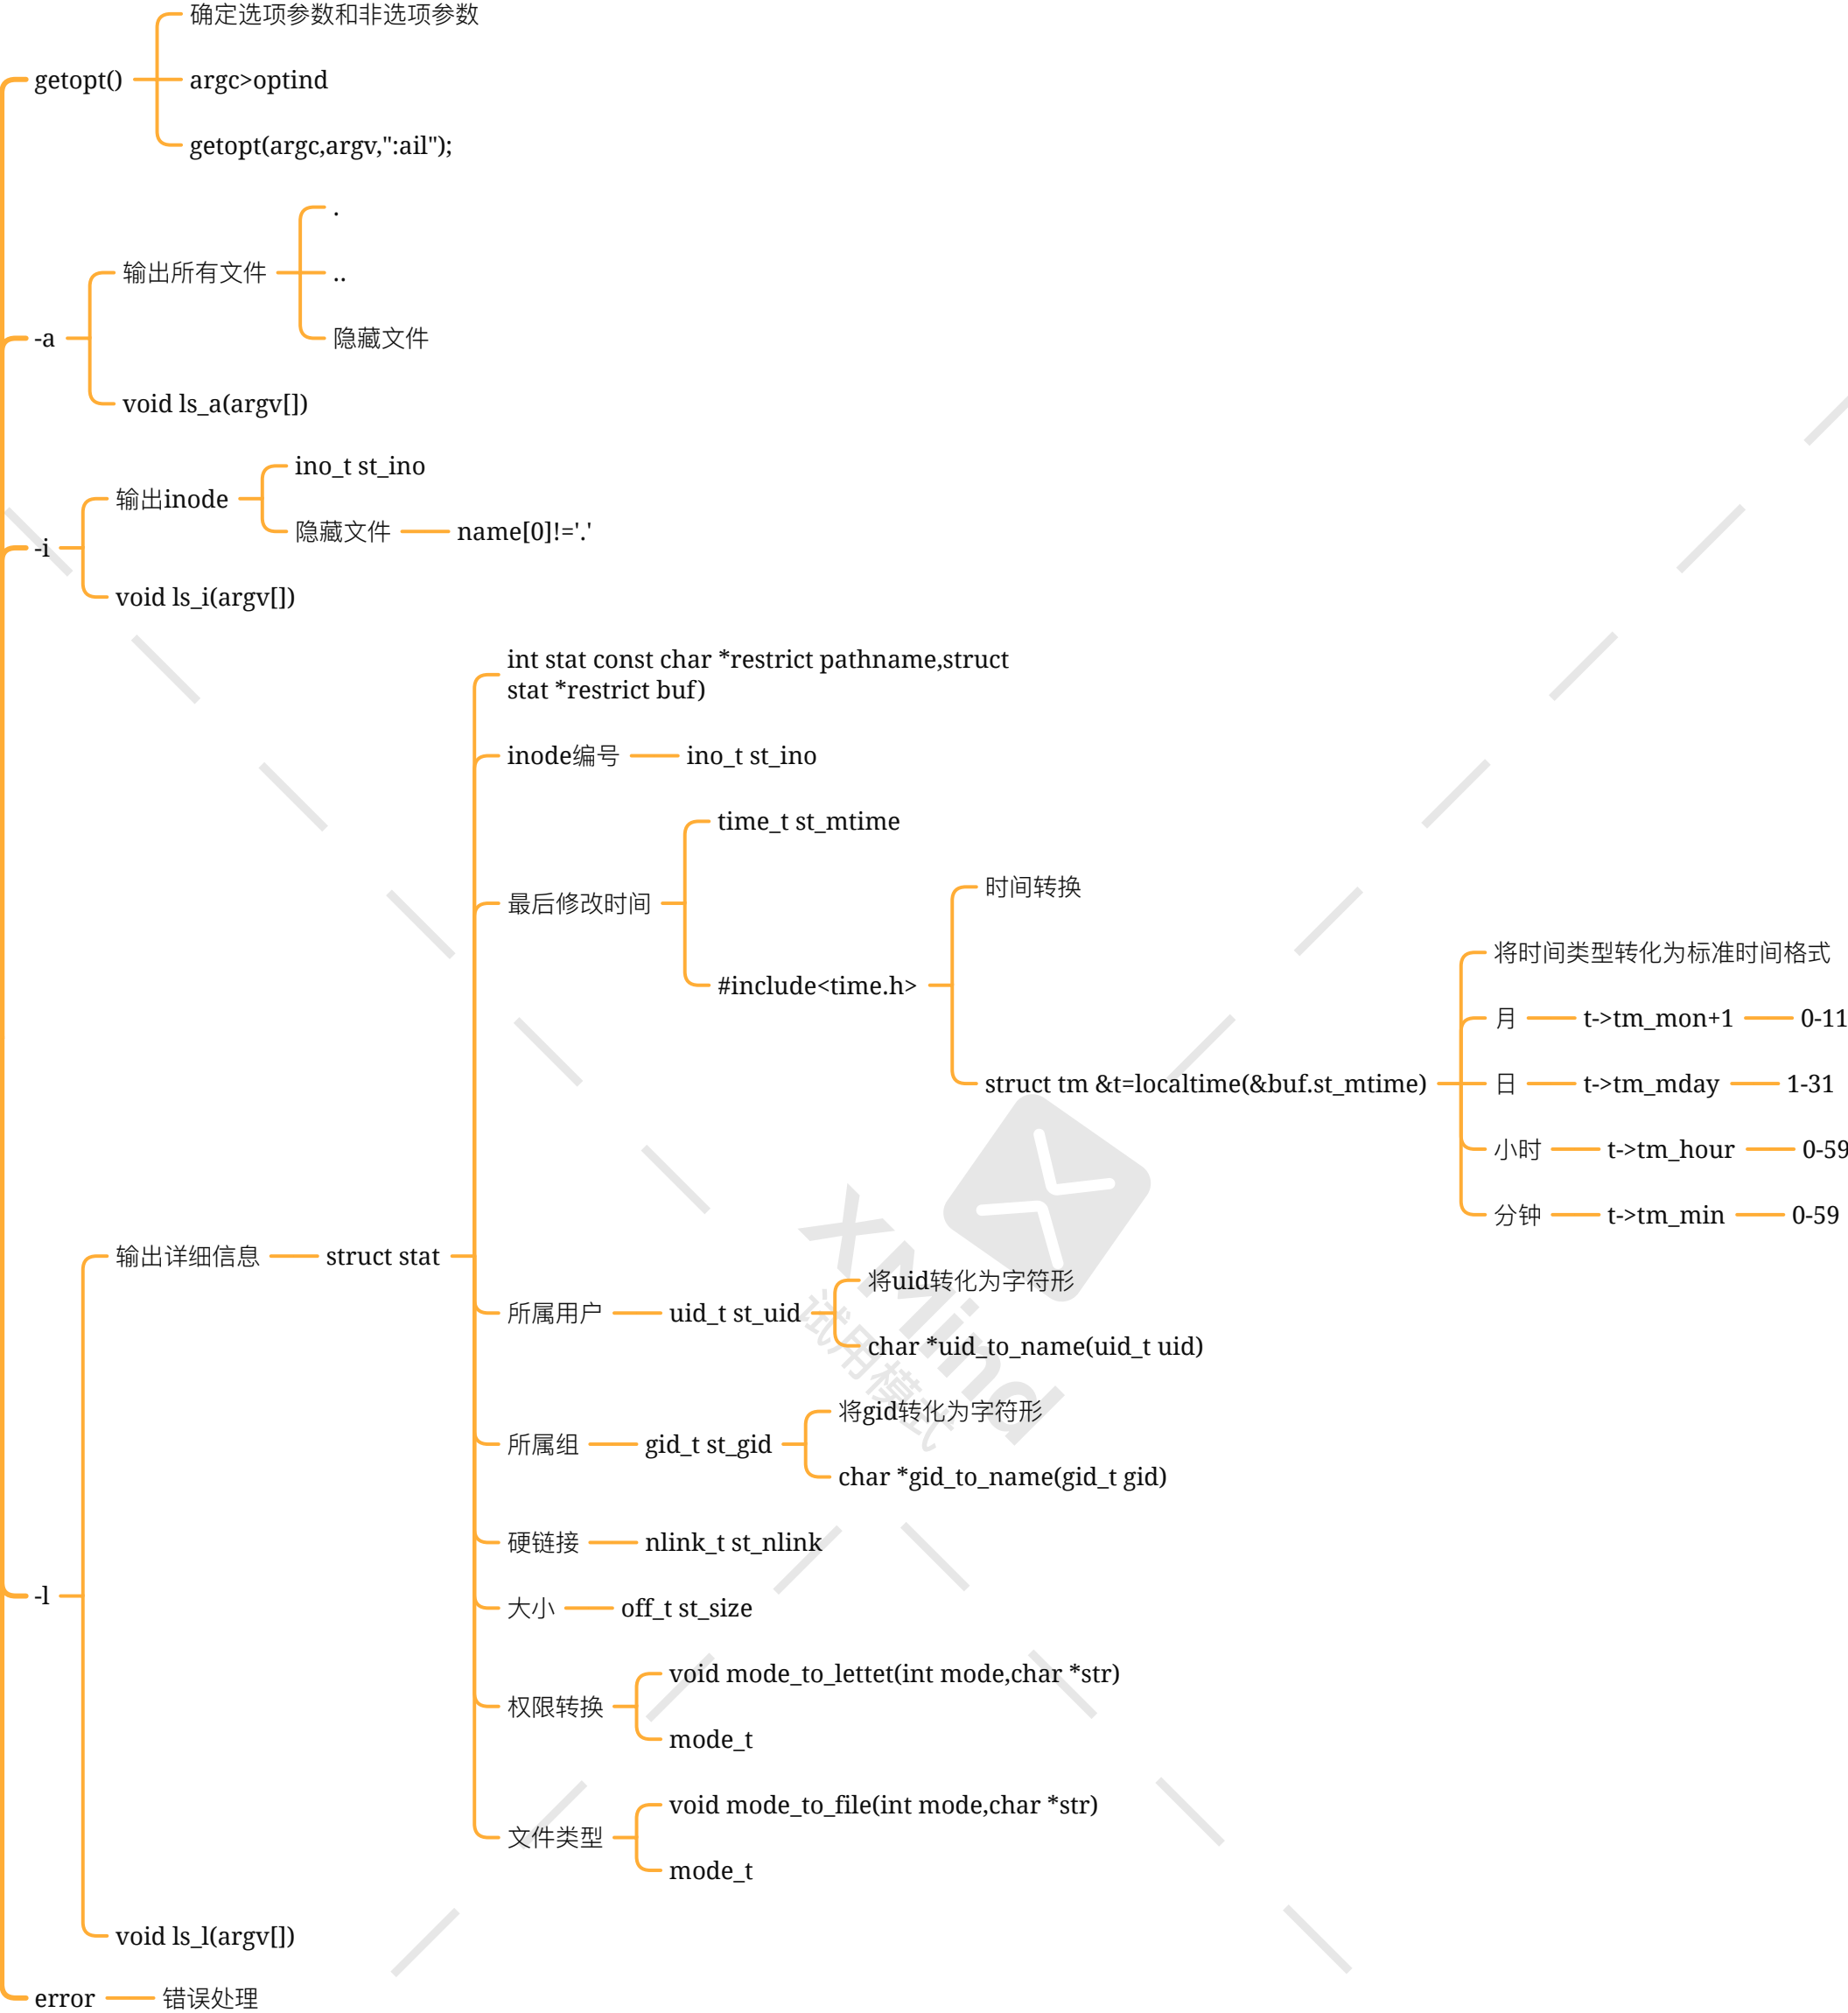 确定选项参数和非选项参数
getopt()
argc>optind
getopt(argc,argv,":ail");
.
输出所有文件
..
-a
隐藏文件
void ls_a(argv[])
ino_t st_ino
输出inode
隐藏文件
name[0]!='.'
-i
void ls_i(argv[])
int stat const char *restrict pathname,struct
stat *restrict buf)
inode编号
ino_t st_ino
time_t st_mtime
时间转换
最后修改时间
将时间类型转化为标准时间格式
#include<time.h>
月
t->tm_mon+1
0-11
struct tm &t=localtime(&buf.st_mtime)
日
t->tm_mday
1-31
小时
t->tm_hour
0-59
分钟
t->tm_min
0-59
输出详细信息
struct stat
将uid转化为字符形
所属用户
uid_t st_uid
char *uid_to_name(uid_t uid)
将gid转化为字符形
所属组
gid_t st_gid
char *gid_to_name(gid_t gid)
硬链接
nlink_t st_nlink
-l
大小
off_t st_size
void mode_to_lettet(int mode,char *str)
权限转换
mode_t
void mode_to_file(int mode,char *str)
文件类型
mode_t
void ls_l(argv[])
error
错误处理
XMind
试用模式